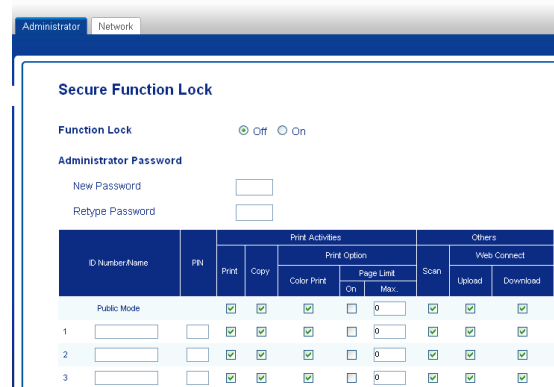 Administrator Network
Secure Function Lock
Function Lock Off On
Administrator Password
New Password
Retype Password
Print Activities Others
ID Number/Name PIN Print Copy Print Option Scan Web Connect
Color Print Page Limit Upload Download
On Max.
Public Mode 0
1 0
2 0
3 0